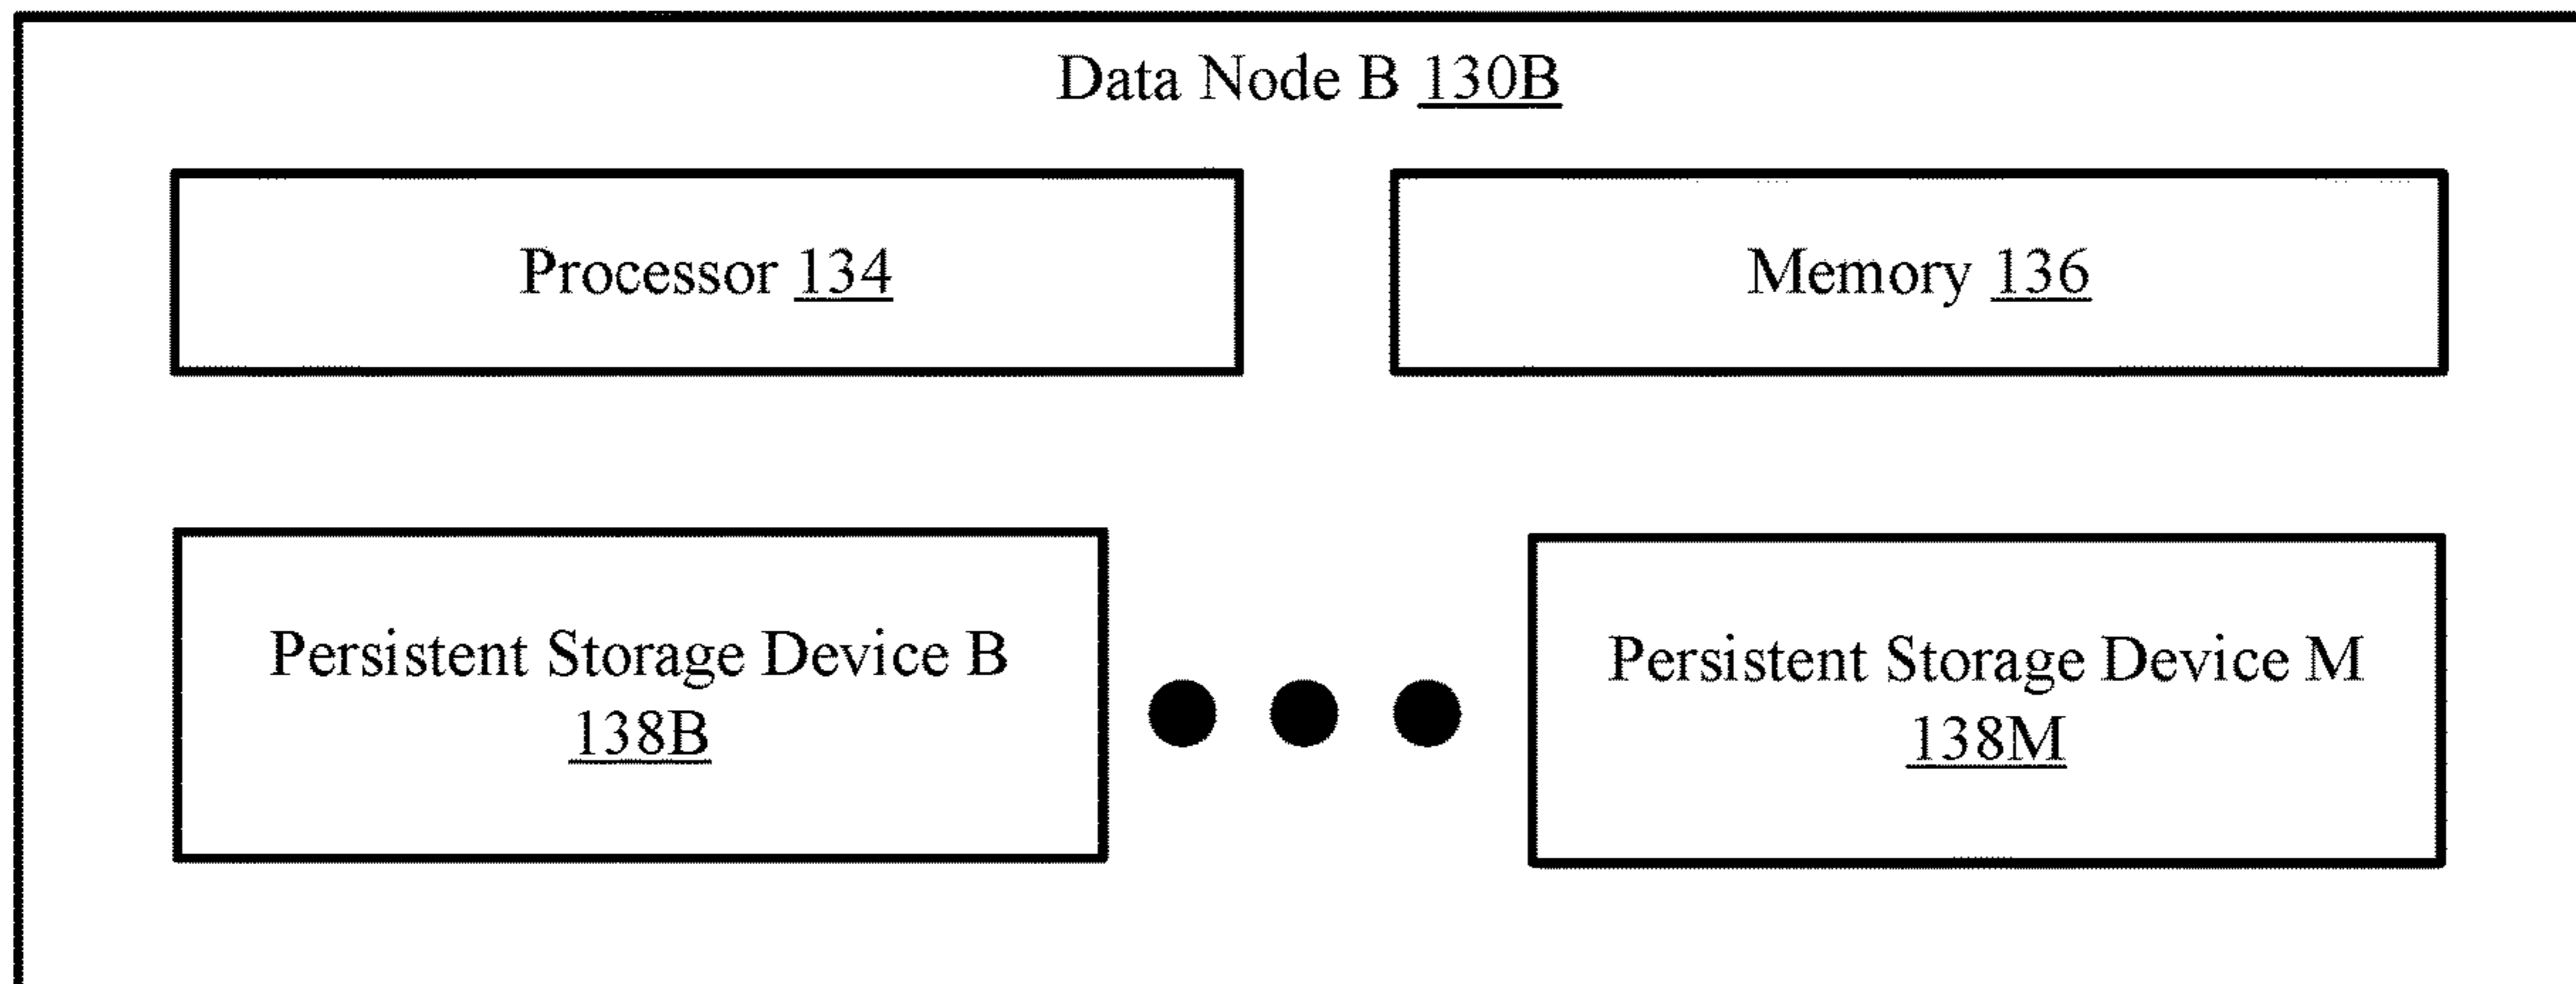 Data Node B 130B
Processor 134
Memory 136
Persistent Storage Device B
138B
Persistent Storage Device M
138M